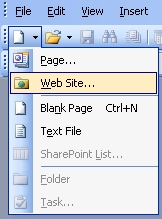 File Edit View Insert
Page...
Web Site...
Blank Page Ctrl+N
Text File
SharePoint List...
Folder
Task...